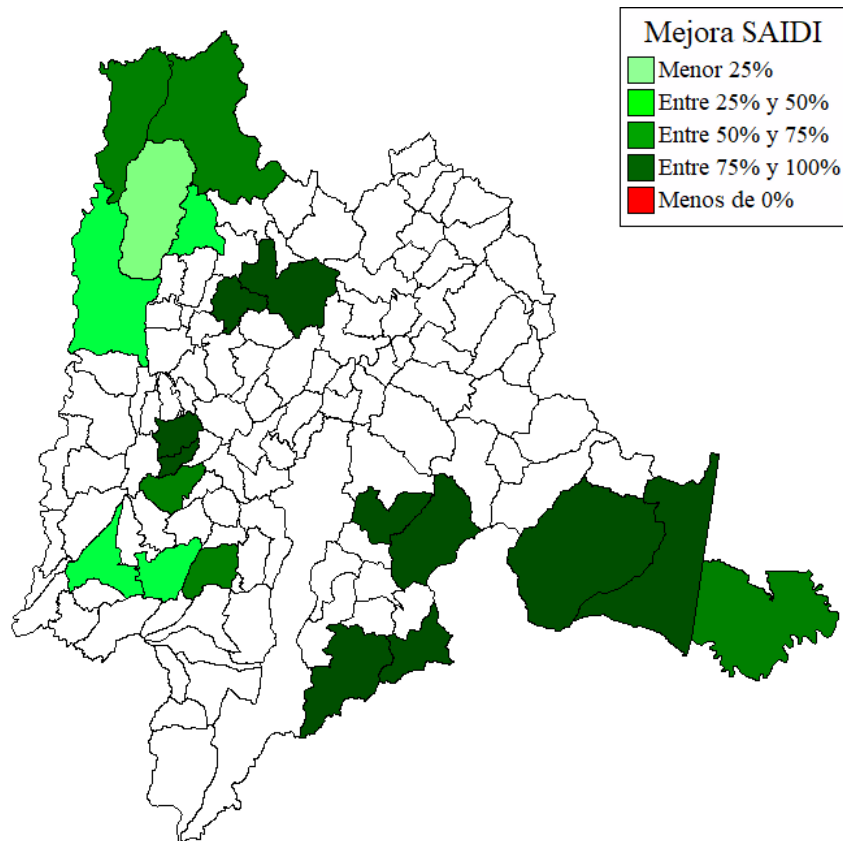 Mejora SAIDI
Menor 25%
Entre 25% y 50%
Entre 50% y 75%
Entre 75% y 100%
Menos de 0%